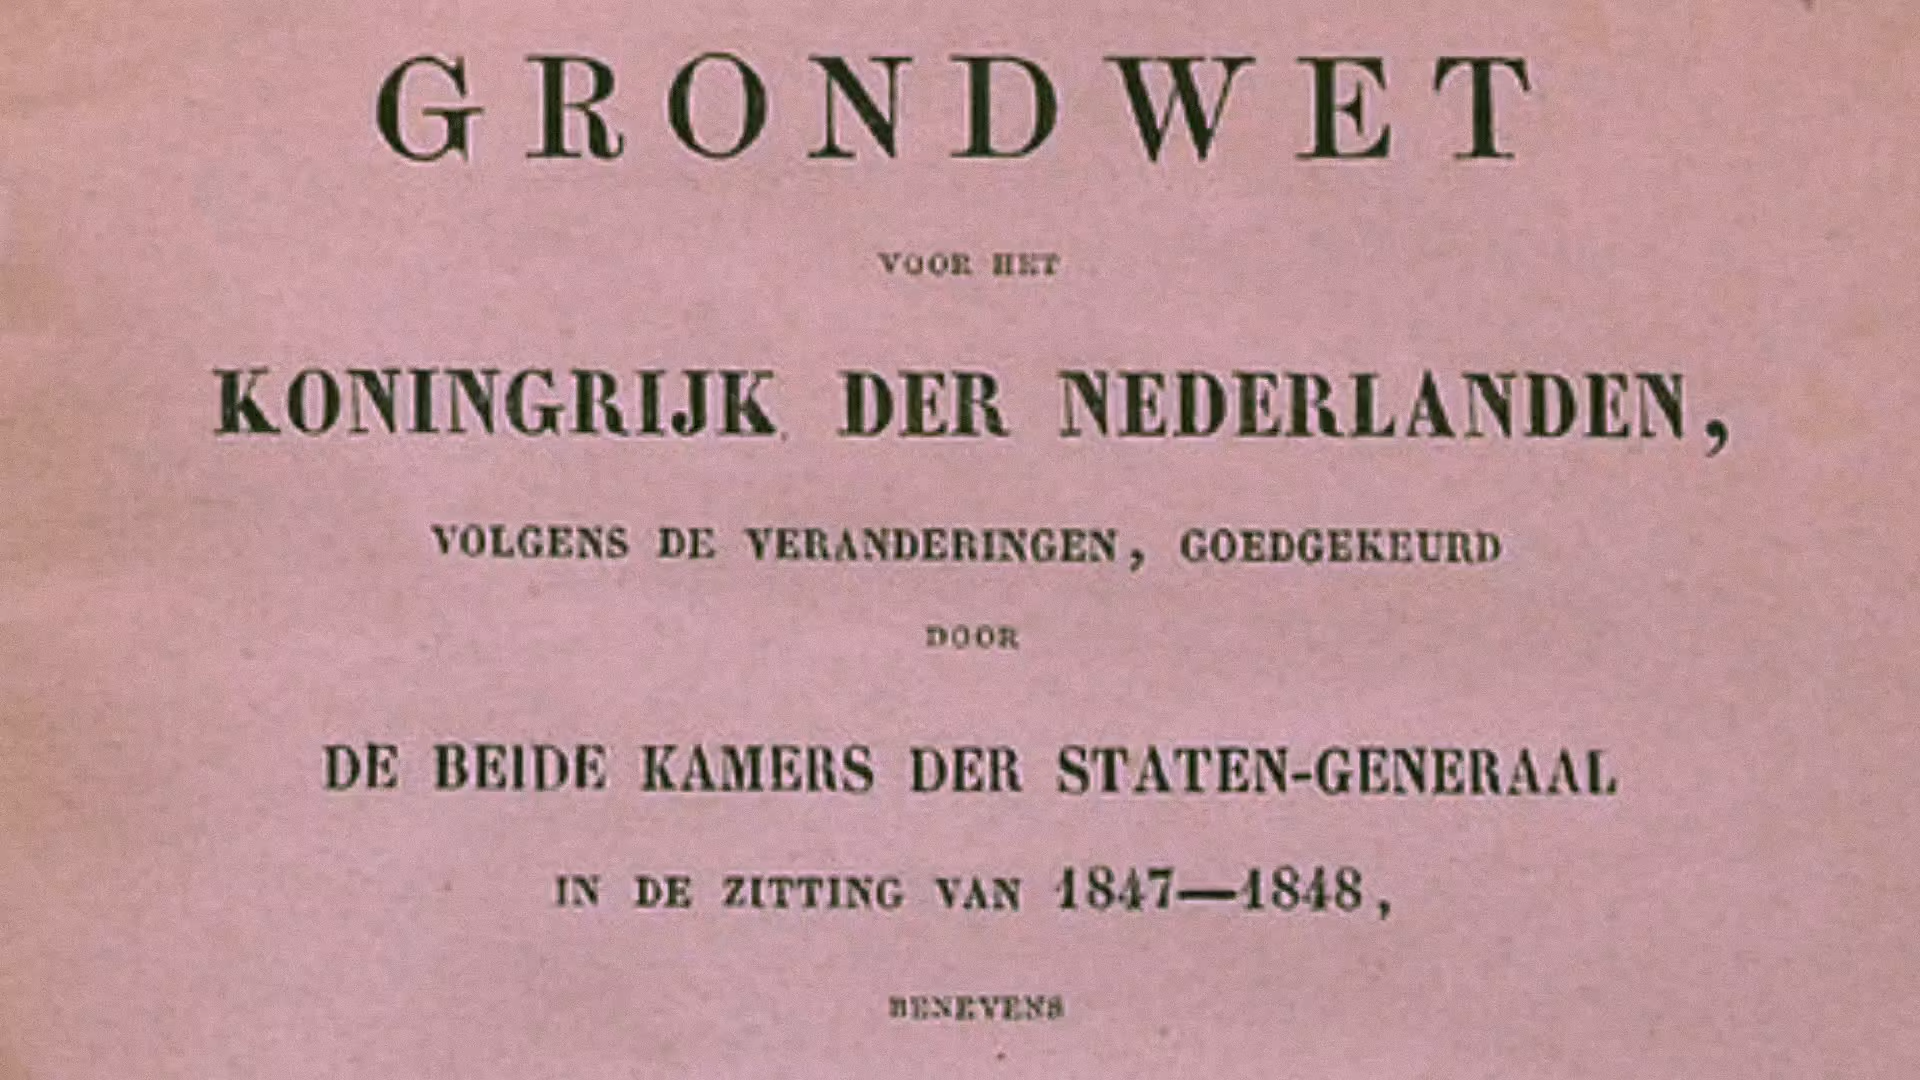 GRONDWET
VOOR HET
KONINGRIJK DER NEDERLANDEN,
VOLGENS DE VERANDERINGEN, GOEDGEKEURD
DOOR
DE BEIDE KAMERS DER STATEN-GENERAAL
IN DE ZITTING VAN 1847—1848,
BENEVENS